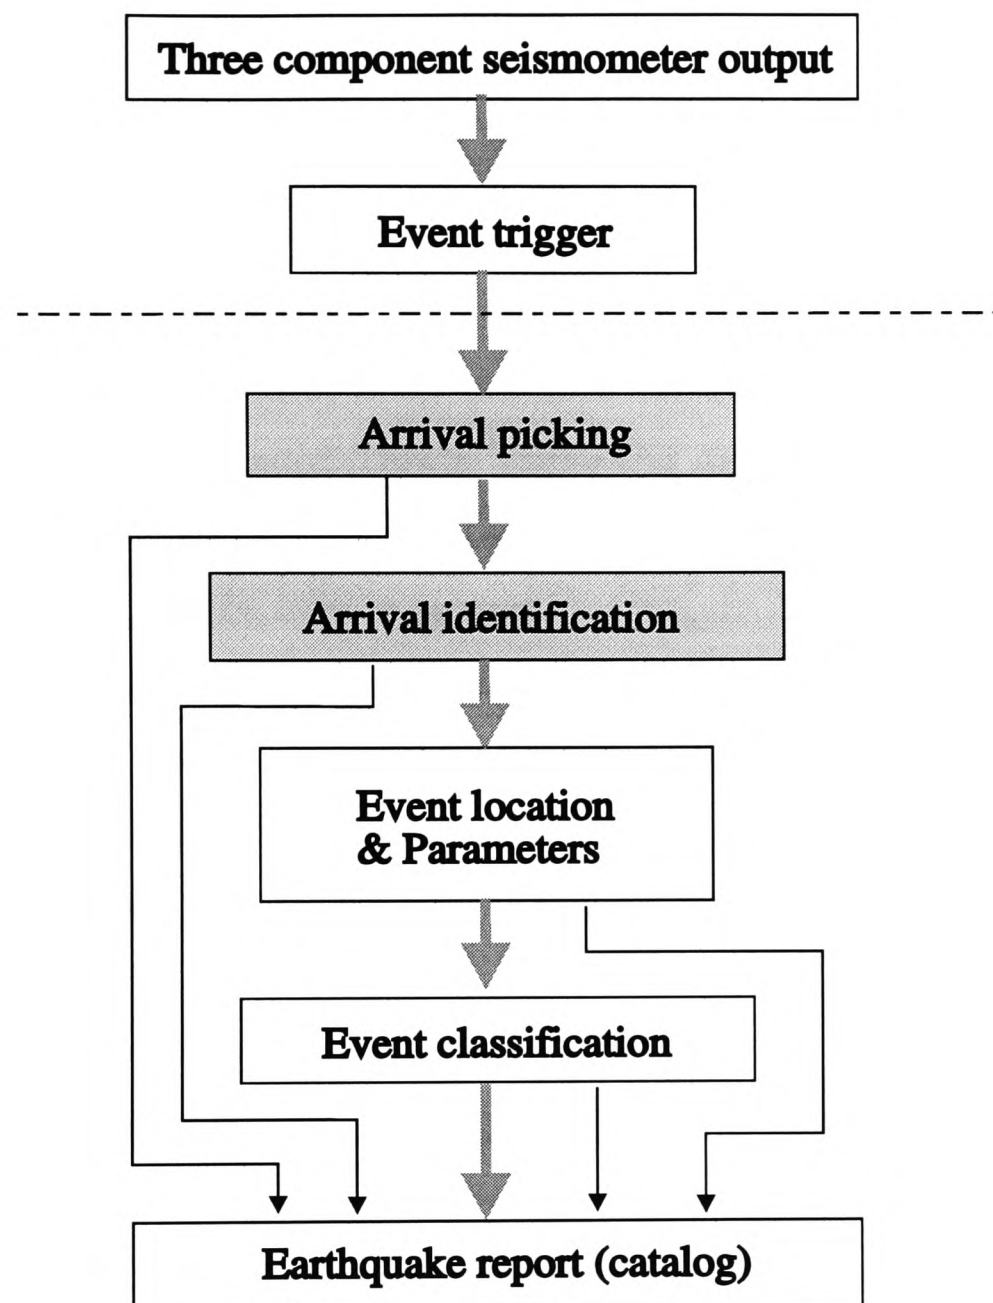 Three component seismometer output
Event trigger
Arrival picking
Arrival identification
Event location
& Parameters
Event classification
Earthquake report (catalog)